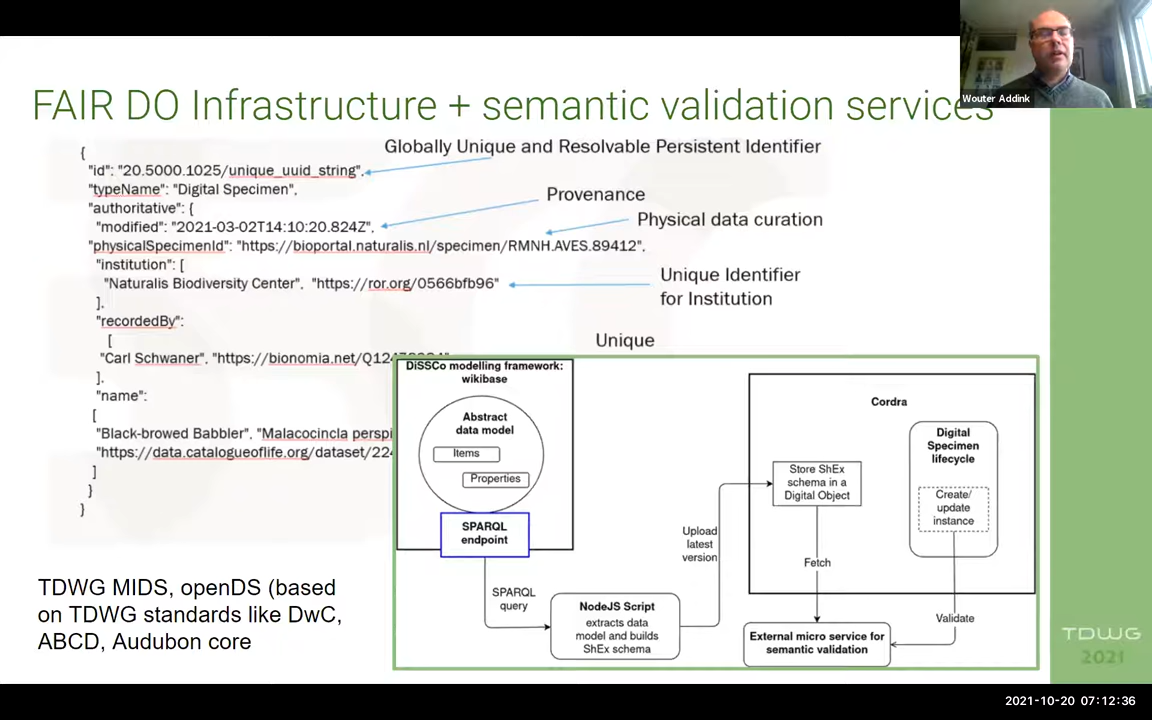 Wouter Addink
FAIR DO Infrastructure + semantic validation services
{
"id": "20.5000.1025/unique_uuid_string",
"typeName": "Digital Specimen",
"authoritative": {
"modified": "2021-03-02T14:10:20.824Z",
"physicalSpecimenId": "https://bioportal.naturalis.nl/specimen/RMNH.AVES.89412",
"institution": [
"Naturalis Biodiversity Center", "https://ror.org/0566bfb96"
],
"recordedBy":
[
"Carl Schwaner", "https://bionomia.net/
],
"name":
[
"Black-browed Babbler", "Malacocincla perspi
"https://data.catalogueoflife.org/dataset/224
]
}
}
Globally Unique and Resolvable Persistent Identifier
Provenance
Physical data curation
Unique Identifier
for Institution
Unique
DiSSCo modelling framework:
wikibase
Abstract
data model
Items
Properties
SPARQL
endpoint
SPARQL
query
NodeJS Script
extracts data
model and builds
ShEx schema
Upload
latest
version
Cordra
Store ShEx
schema in a
Digital Object
Fetch
Digital
Specimen
lifecycle
Create/
update
instance
Validate
External micro service for
semantic validation
TDWG MIDS, openDS (based
on TDWG standards like DwC,
ABCD, Audubon core
TDWG
2021
2021-10-20 07:12:36